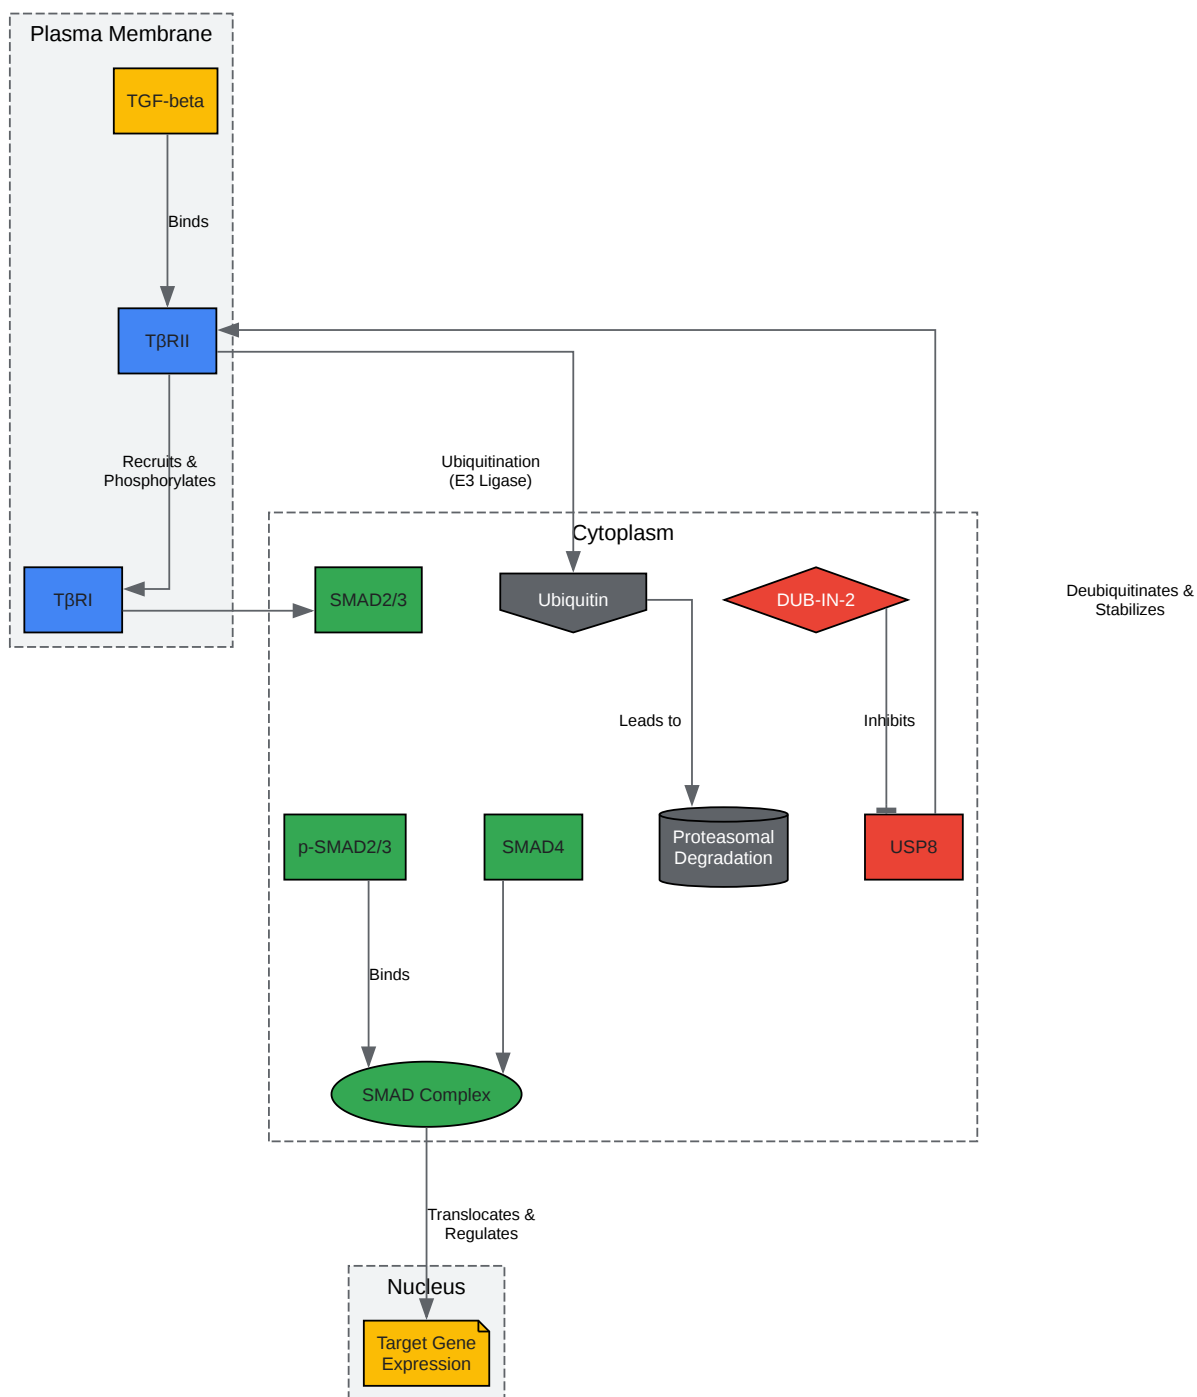 Plasma Membrane
TGF-beta
Binds
TβRII
Recruits &
Phosphorylates
Ubiquitination
(E3 Ligase)
Cytoplasm
TβRI
SMAD2/3
Ubiquitin
DUB-IN-2
Deubiquitinates &
Stabilizes
Leads to
Inhibits
p-SMAD2/3
SMAD4
Proteasomal
Degradation
USP8
Binds
SMAD Complex
Translocates &
Regulates
Nucleus
Target Gene
Expression